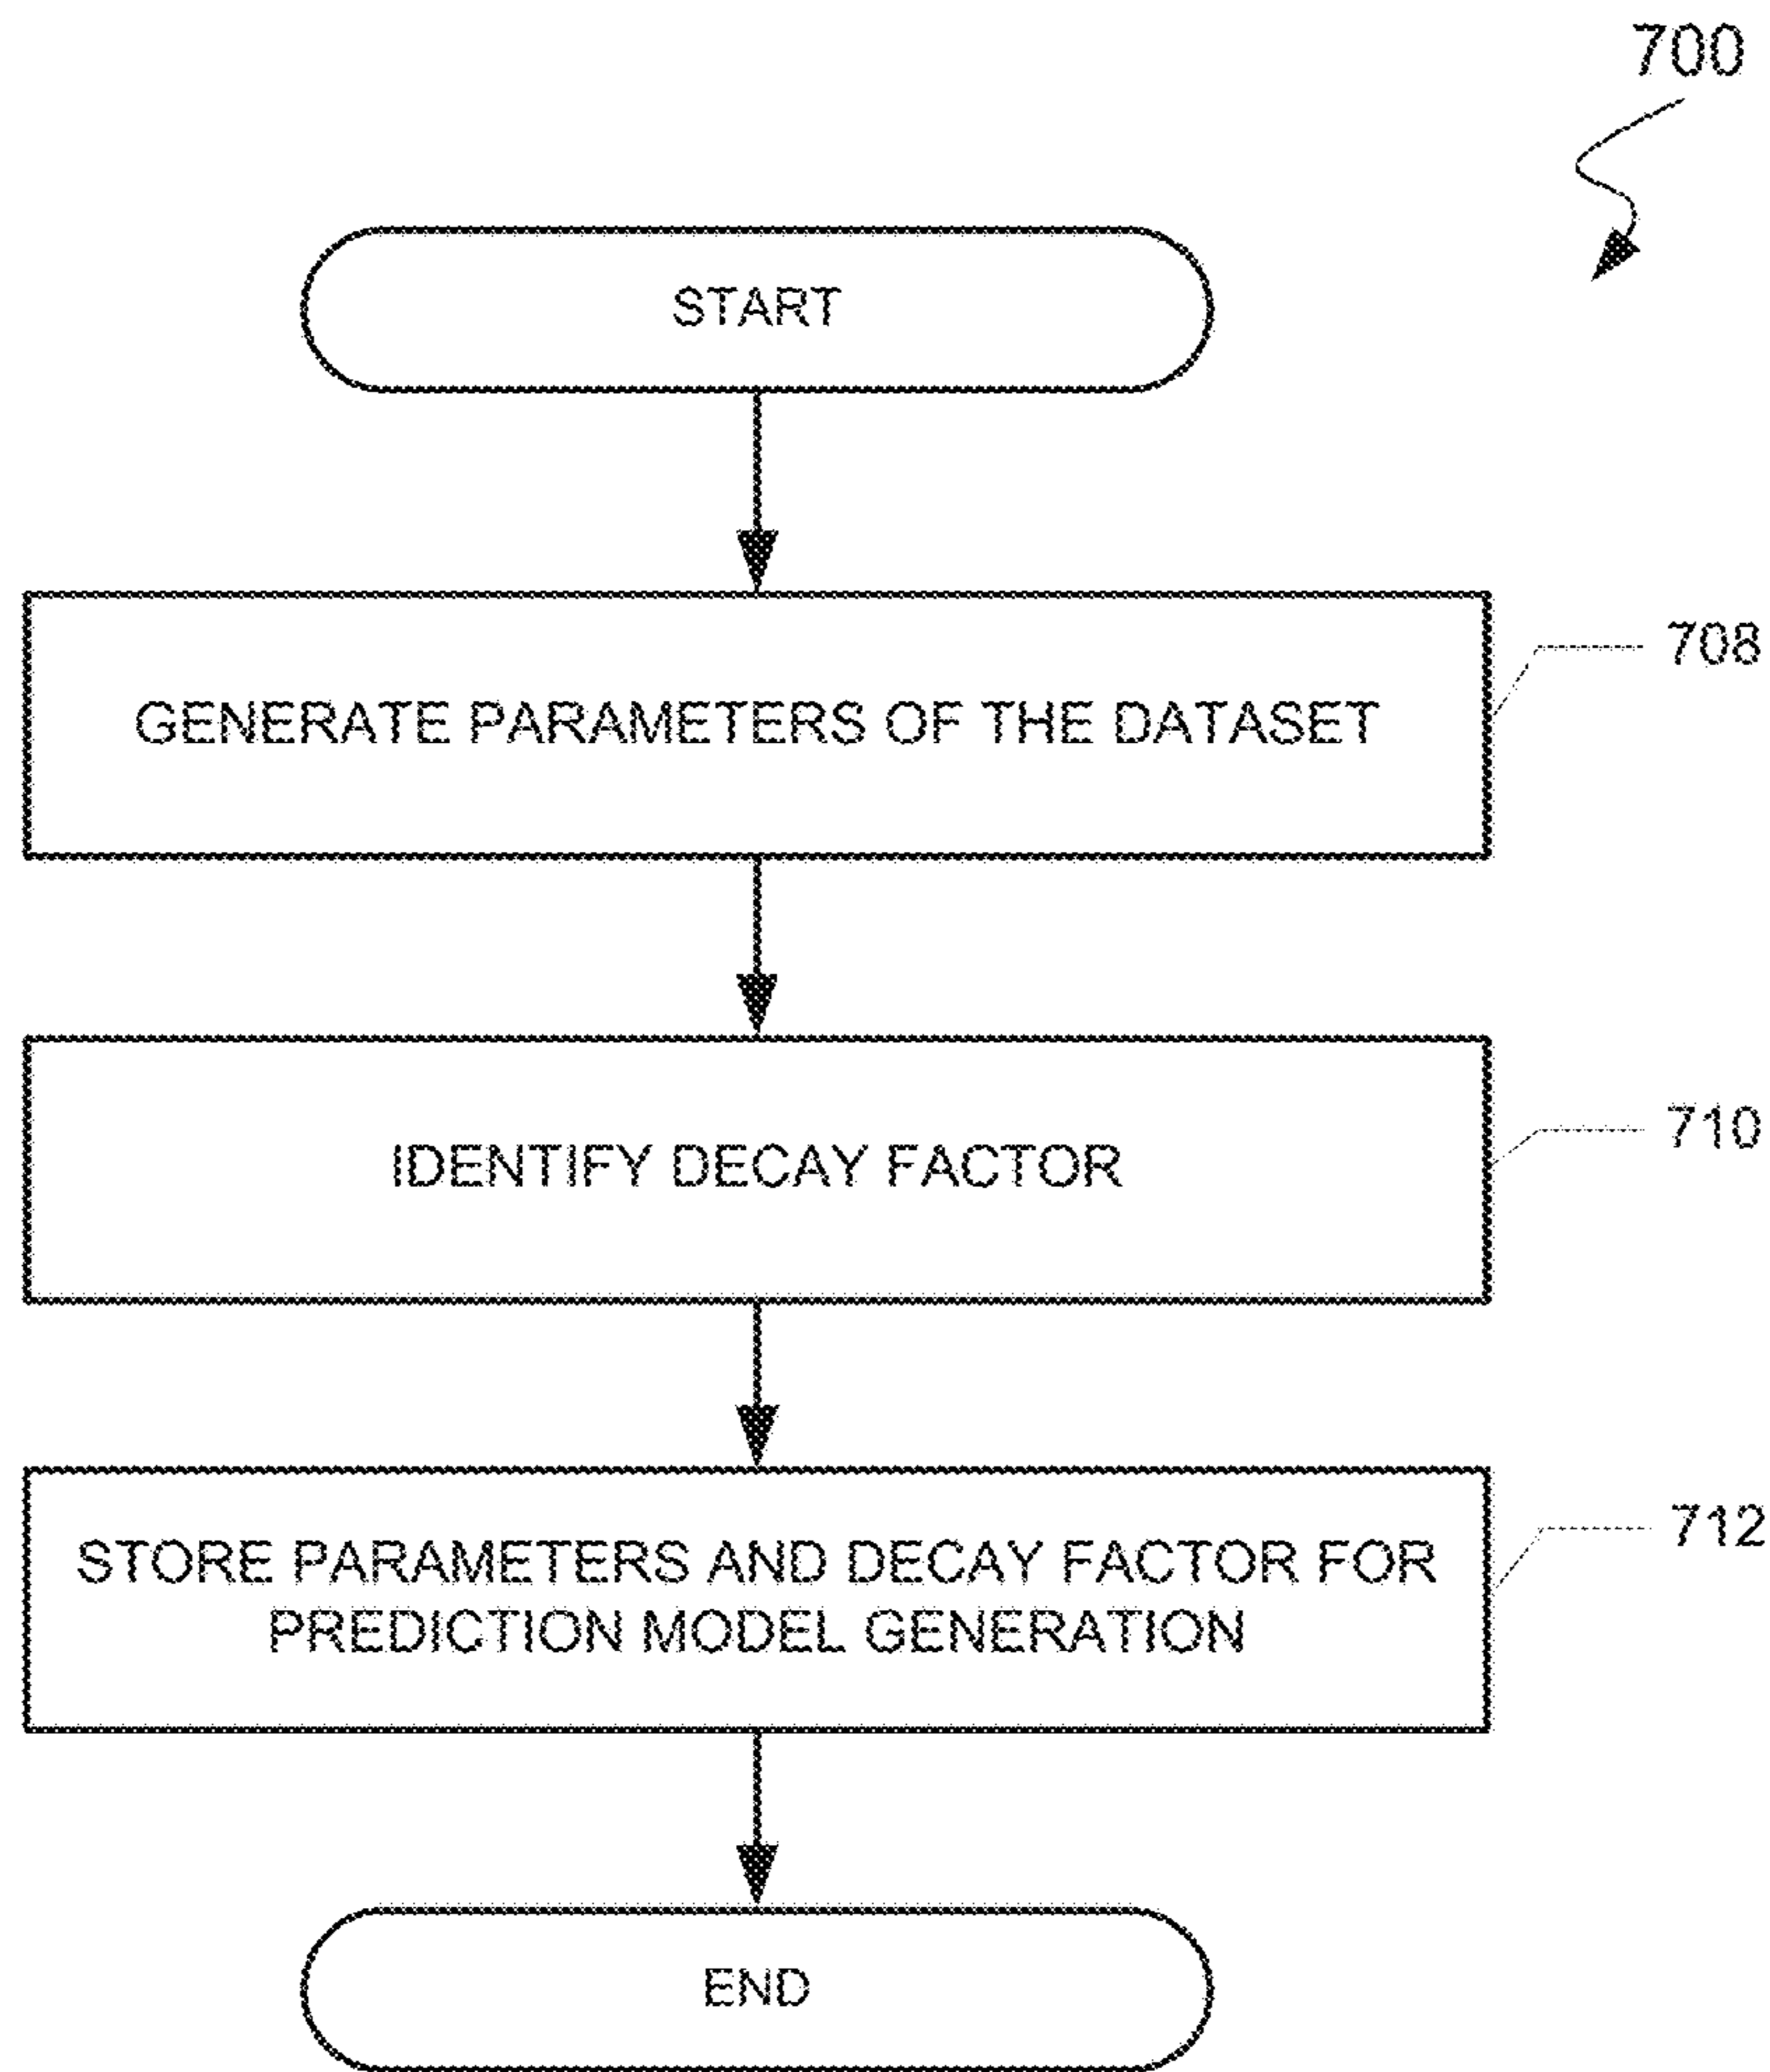 700
START
GENERATE PARAMETERS OF THE DATASET
708
IDENTIFY DECAY FACTOR
710
STORE PARAMETERS AND DECAY FACTOR FOR
PREDICTION MODEL GENERATION
712
END